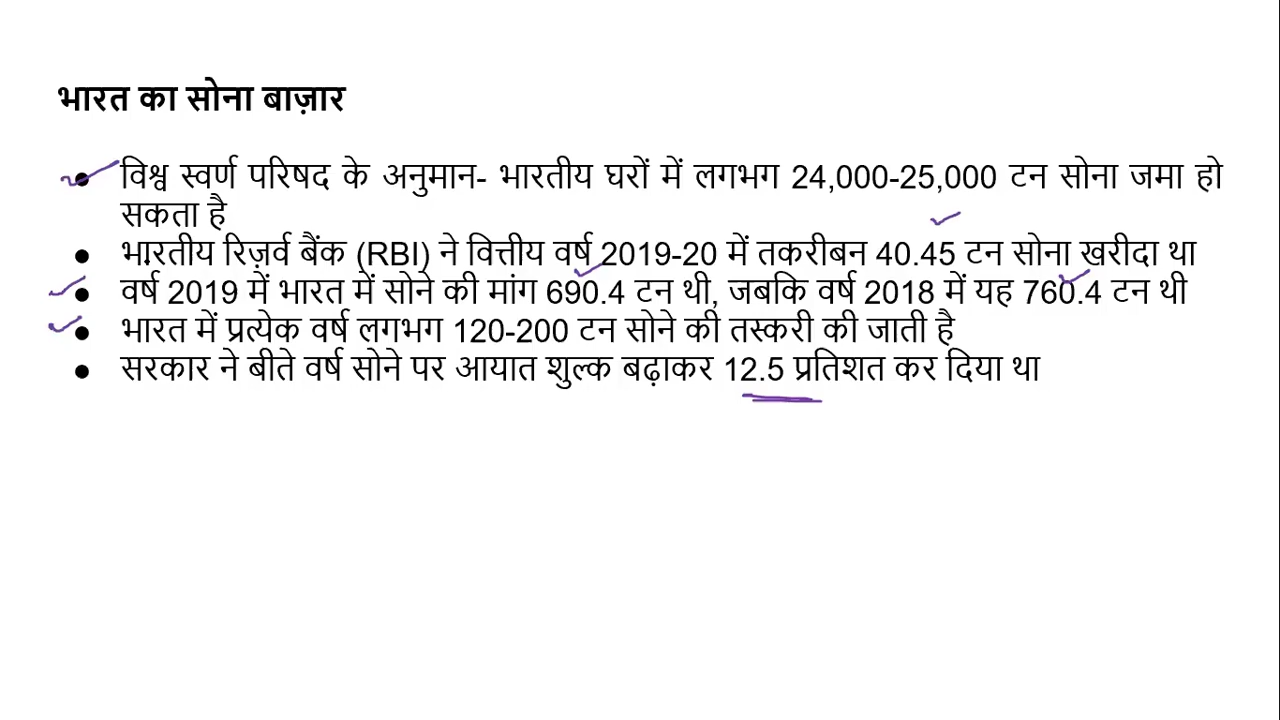 भारत का सोना बाज़ार
● विश्व स्वर्ण परिषद के अनुमान- भारतीय घरों में लगभग 24,000-25,000 टन सोना जमा हो
सकता है
● भारतीय रिज़र्व बैंक (RBI) ने वित्तीय वर्ष 2019-20 में तकरीबन 40.45 टन सोना खरीदा था
● वर्ष 2019 में भारत में सोने की मांग 690.4 टन थी, जबकि वर्ष 2018 में यह 760.4 टन थी
● भारत में प्रत्येक वर्ष लगभग 120-200 टन सोने की तस्करी की जाती है
● सरकार ने बीते वर्ष सोने पर आयात शुल्क बढ़ाकर 12.5 प्रतिशत कर दिया था